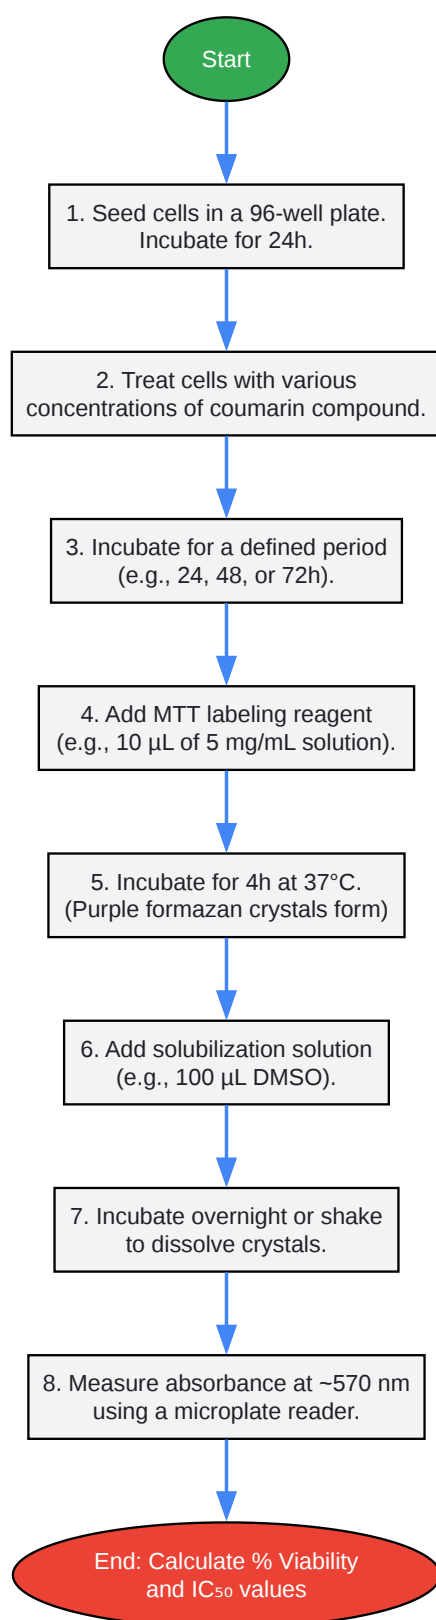 Start
1. Seed cells in a 96-well plate.
Incubate for 24h.
2. Treat cells with various
concentrations of coumarin compound.
3. Incubate for a defined period
(e.g., 24, 48, or 72h).
4. Add MTT labeling reagent
(e.g., 10 µL of 5 mg/mL solution).
5. Incubate for 4h at 37°C.
(Purple formazan crystals form)
6. Add solubilization solution
(e.g., 100 µL DMSO).
7. Incubate overnight or shake
to dissolve crystals.
8. Measure absorbance at ~570 nm
using a microplate reader.
End: Calculate % Viability
and IC₅₀ values